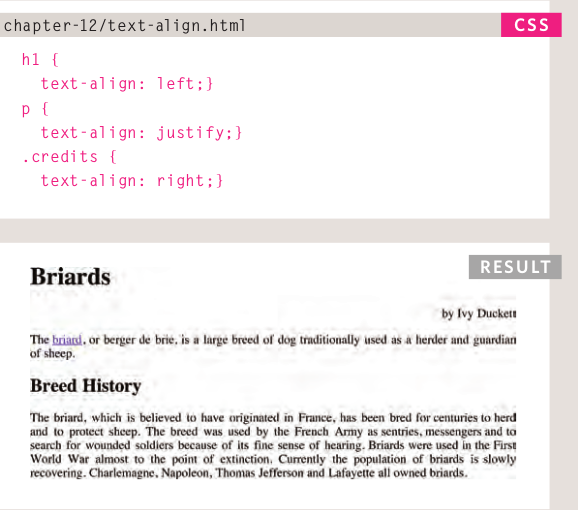 chapter-12/text-align.html
CSS
h1 {
text-align: left;}
p {
text-align: justify;}
.credits {
text-align: right;}
RESULT
Briards
by Ivy Duckett
The briard, or berger de brie, is a large breed of dog traditionally used as a herder and guardian
of sheep.
Breed History
The briard, which is believed to have originated in France, has been bred for centuries to herd
and to protect sheep. The breed was used by the French Army as sentries, messengers and to
search for wounded soldiers because of its fine sense of hearing. Briards were used in the First
World War almost to the point of extinction. Currently the population of briards is slowly
recovering. Charlemagne, Napoleon, Thomas Jefferson and Lafayette all owned briards.